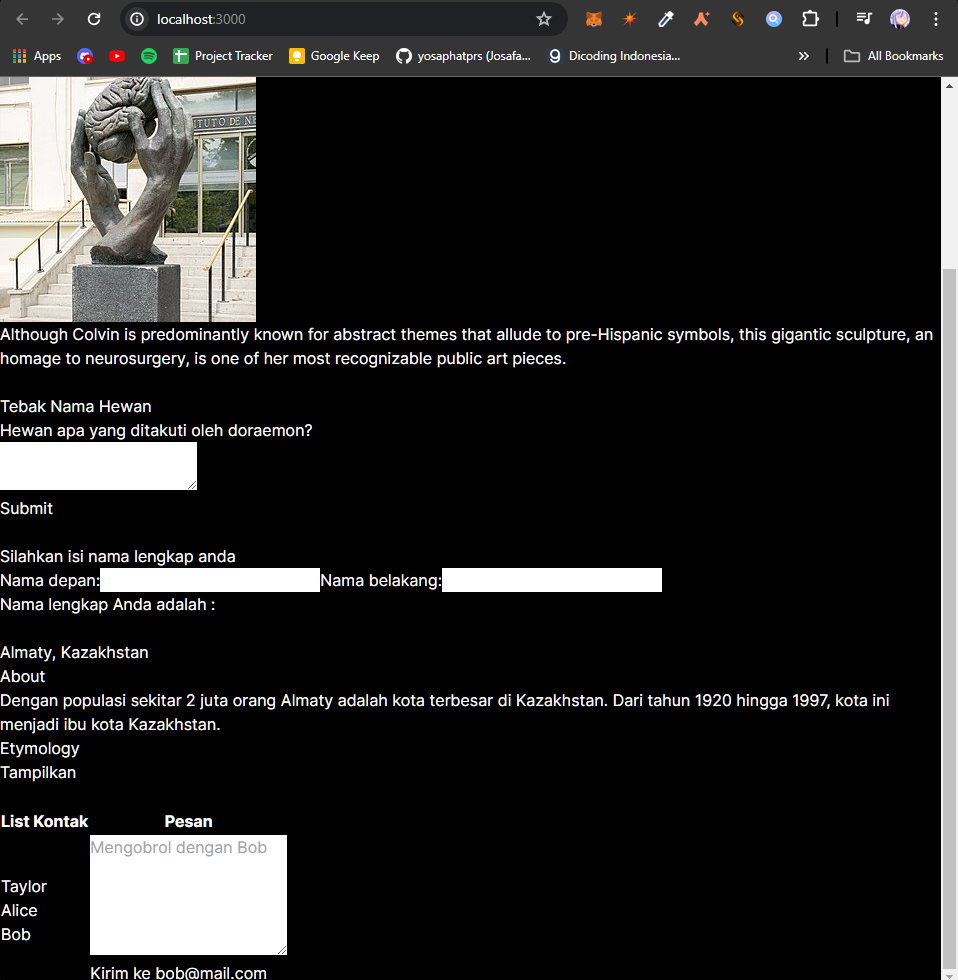 localhost:3000
Apps
Project Tracker
Google Keep
yosaphatprs (Josafa...
Dicoding Indonesia...
All Bookmarks
ITUTO DE NE
Although Colvin is predominantly known for abstract themes that allude to pre-Hispanic symbols, this gigantic sculpture, an
homage to neurosurgery, is one of her most recognizable public art pieces.
Tebak Nama Hewan
Hewan apa yang ditakuti oleh doraemon?
Submit
Silahkan isi nama lengkap anda
Nama depan: Nama belakang:
Nama lengkap Anda adalah :
Almaty, Kazakhstan
About
Dengan populasi sekitar 2 juta orang Almaty adalah kota terbesar di Kazakhstan. Dari tahun 1920 hingga 1997, kota ini
menjadi ibu kota Kazakhstan.
Etymology
Tampilkan
List Kontak Pesan
Mengobrol dengan Bob
Taylor
Alice
Bob
Kirim ke bob@mail.com